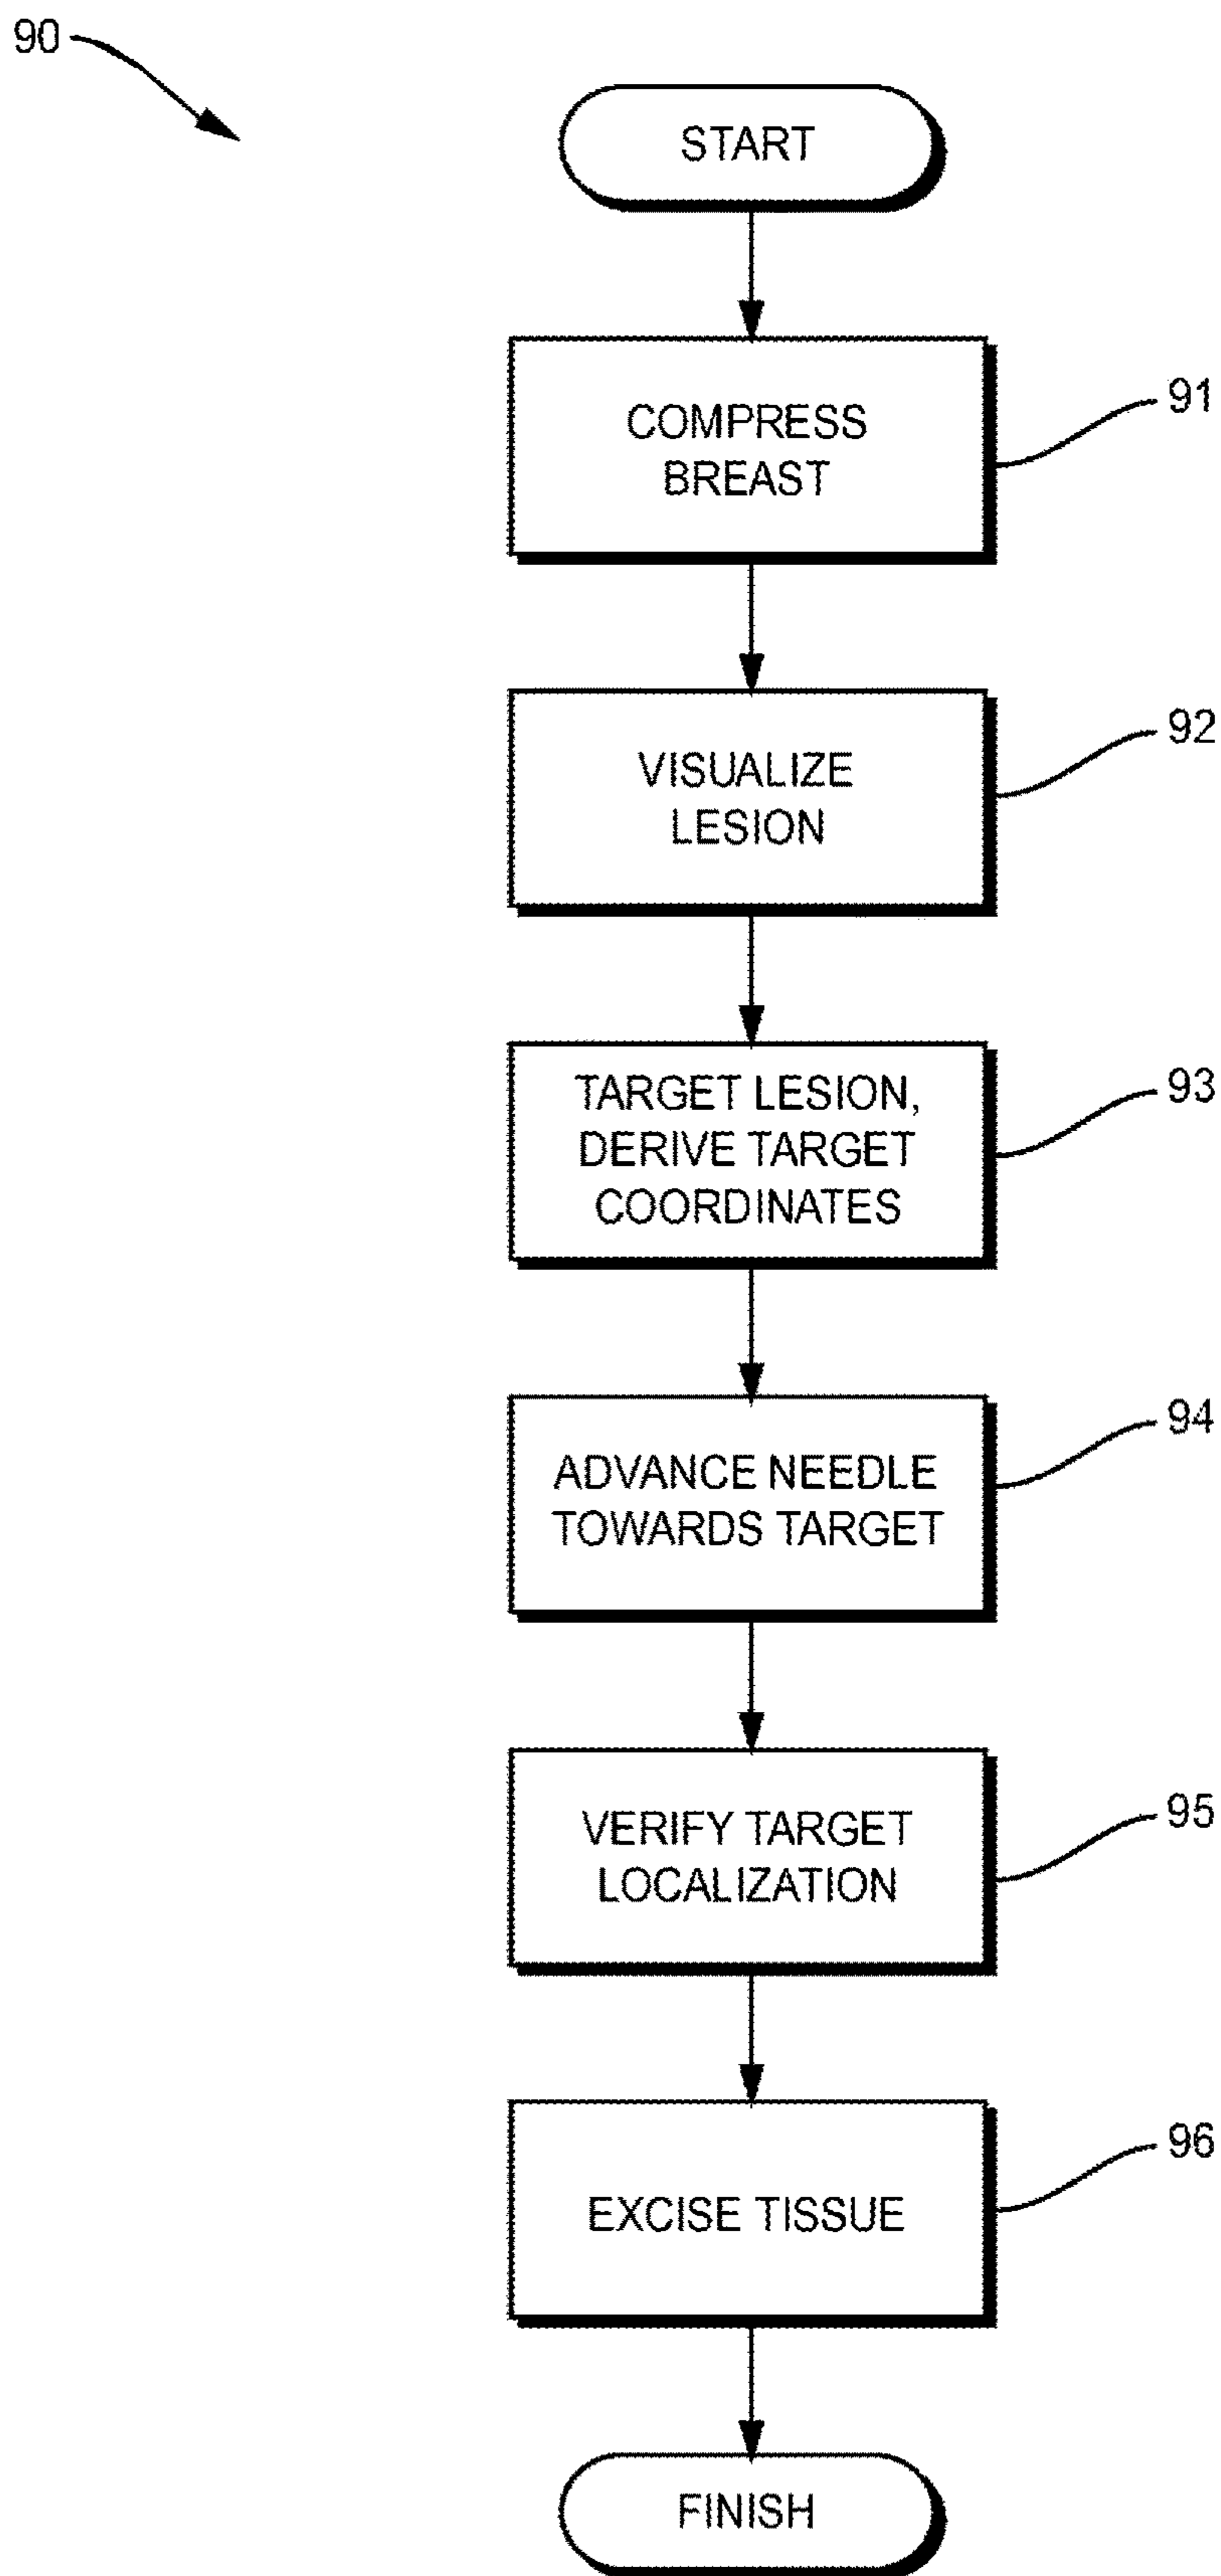 90
START
COMPRESS
BREAST
91
VISUALIZE
LESION
92
TARGET LESION,
DERIVE TARGET
COORDINATES
93
ADVANCE NEEDLE
TOWARDS TARGET
94
VERIFY TARGET
LOCALIZATION
95
EXCISE TISSUE
96
FINISH